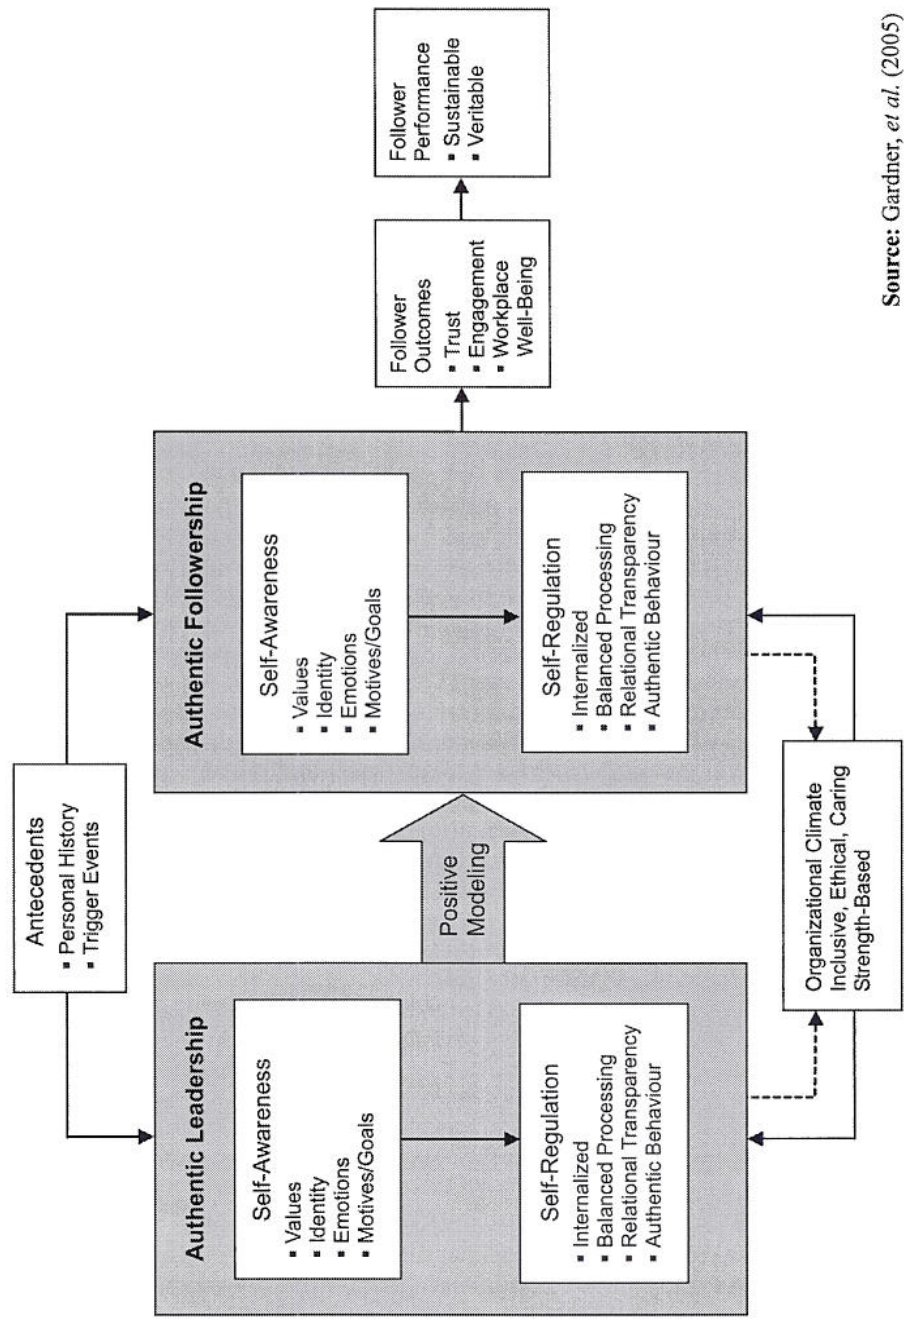 Antecedents
▪ Personal History
▪ Trigger Events
Authentic Leadership
Self-Awareness
▪ Values
▪ Identity
▪ Emotions
▪ Motives/Goals
Self-Regulation
▪ Internalized
▪ Balanced Processing
▪ Relational Transparency
▪ Authentic Behaviour
Positive
Modeling
Authentic Followership
Self-Awareness
▪ Values
▪ Identity
▪ Emotions
▪ Motives/Goals
Self-Regulation
▪ Internalized
▪ Balanced Processing
▪ Relational Transparency
▪ Authentic Behaviour
Organizational Climate
Inclusive, Ethical, Caring
Strength-Based
Follower
Outcomes
▪ Trust
▪ Engagement
▪ Workplace
Well-Being
Follower
Performance
▪ Sustainable
▪ Veritable
Source: Gardner, et al. (2005)